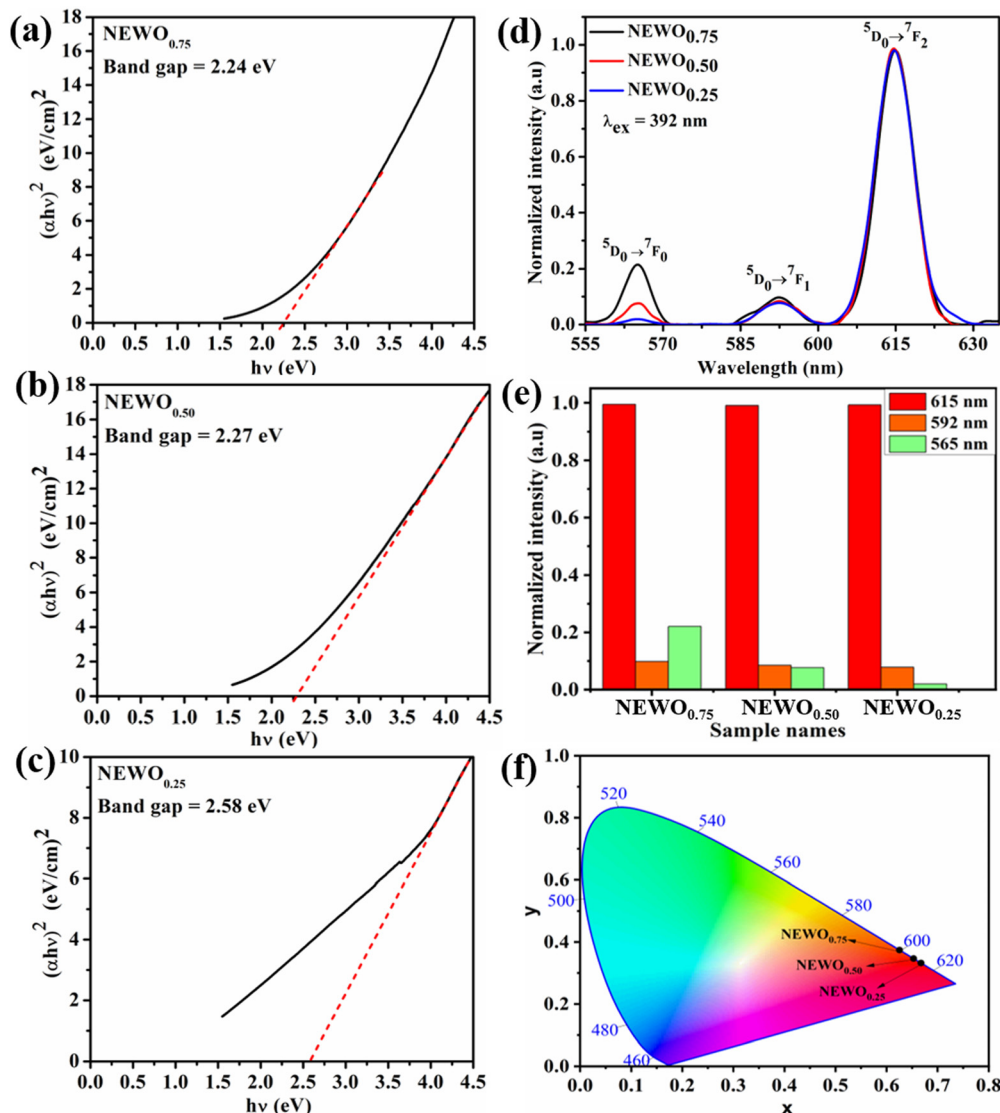 (a)
NEWO0.75
Band gap = 2.24 eV
(αhν)2 (eV/cm)2
18
16
14
12
10
8
6
4
2
0
0.0 0.5 1.0 1.5 2.0 2.5 3.0 3.5 4.0 4.5
hν (eV)
(b)
NEWO0.50
Band gap = 2.27 eV
(αhν)2 (eV/cm)2
18
16
14
12
10
8
6
4
2
0
0.0 0.5 1.0 1.5 2.0 2.5 3.0 3.5 4.0 4.5
hν (eV)
(c)
NEWO0.25
Band gap = 2.58 eV
(αhν)2 (eV/cm)2
10
8
6
4
2
0
0.0 0.5 1.0 1.5 2.0 2.5 3.0 3.5 4.0 4.5
hν (eV)
(d)
NEWO0.75
NEWO0.50
NEWO0.25
λex = 392 nm
5D0→7F0
5D0→7F1
5D0→7F2
Normalized intensity (a.u)
1.0
0.8
0.6
0.4
0.2
0.0
555 570 585 600 615 630
Wavelength (nm)
(e)
615 nm
592 nm
565 nm
Normalized intensity (a.u)
1.0
0.8
0.6
0.4
0.2
0.0
NEWO0.75 NEWO0.50 NEWO0.25
Sample names
(f)
y
1.0
0.8
0.6
0.4
0.2
0.0
520
540
560
580
600
620
500
480
460
NEWO0.75
NEWO0.50
NEWO0.25
0.0 0.1 0.2 0.3 0.4 0.5 0.6 0.7 0.8
x